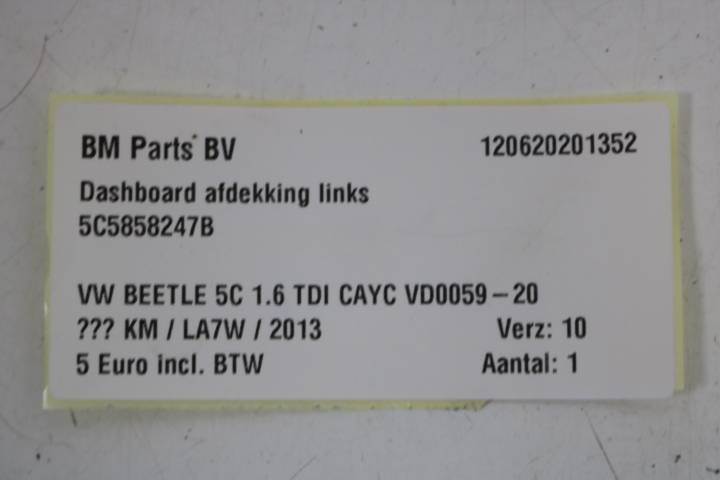 BM Parts BV 120620201352
Dashboard afdekking links
5C5858247B
VW BEETLE 5C 1.6 TDI CAYC VD0059-20
??? KM / LA7W / 2013 Verz: 10
5 Euro incl. BTW Aantal: 1